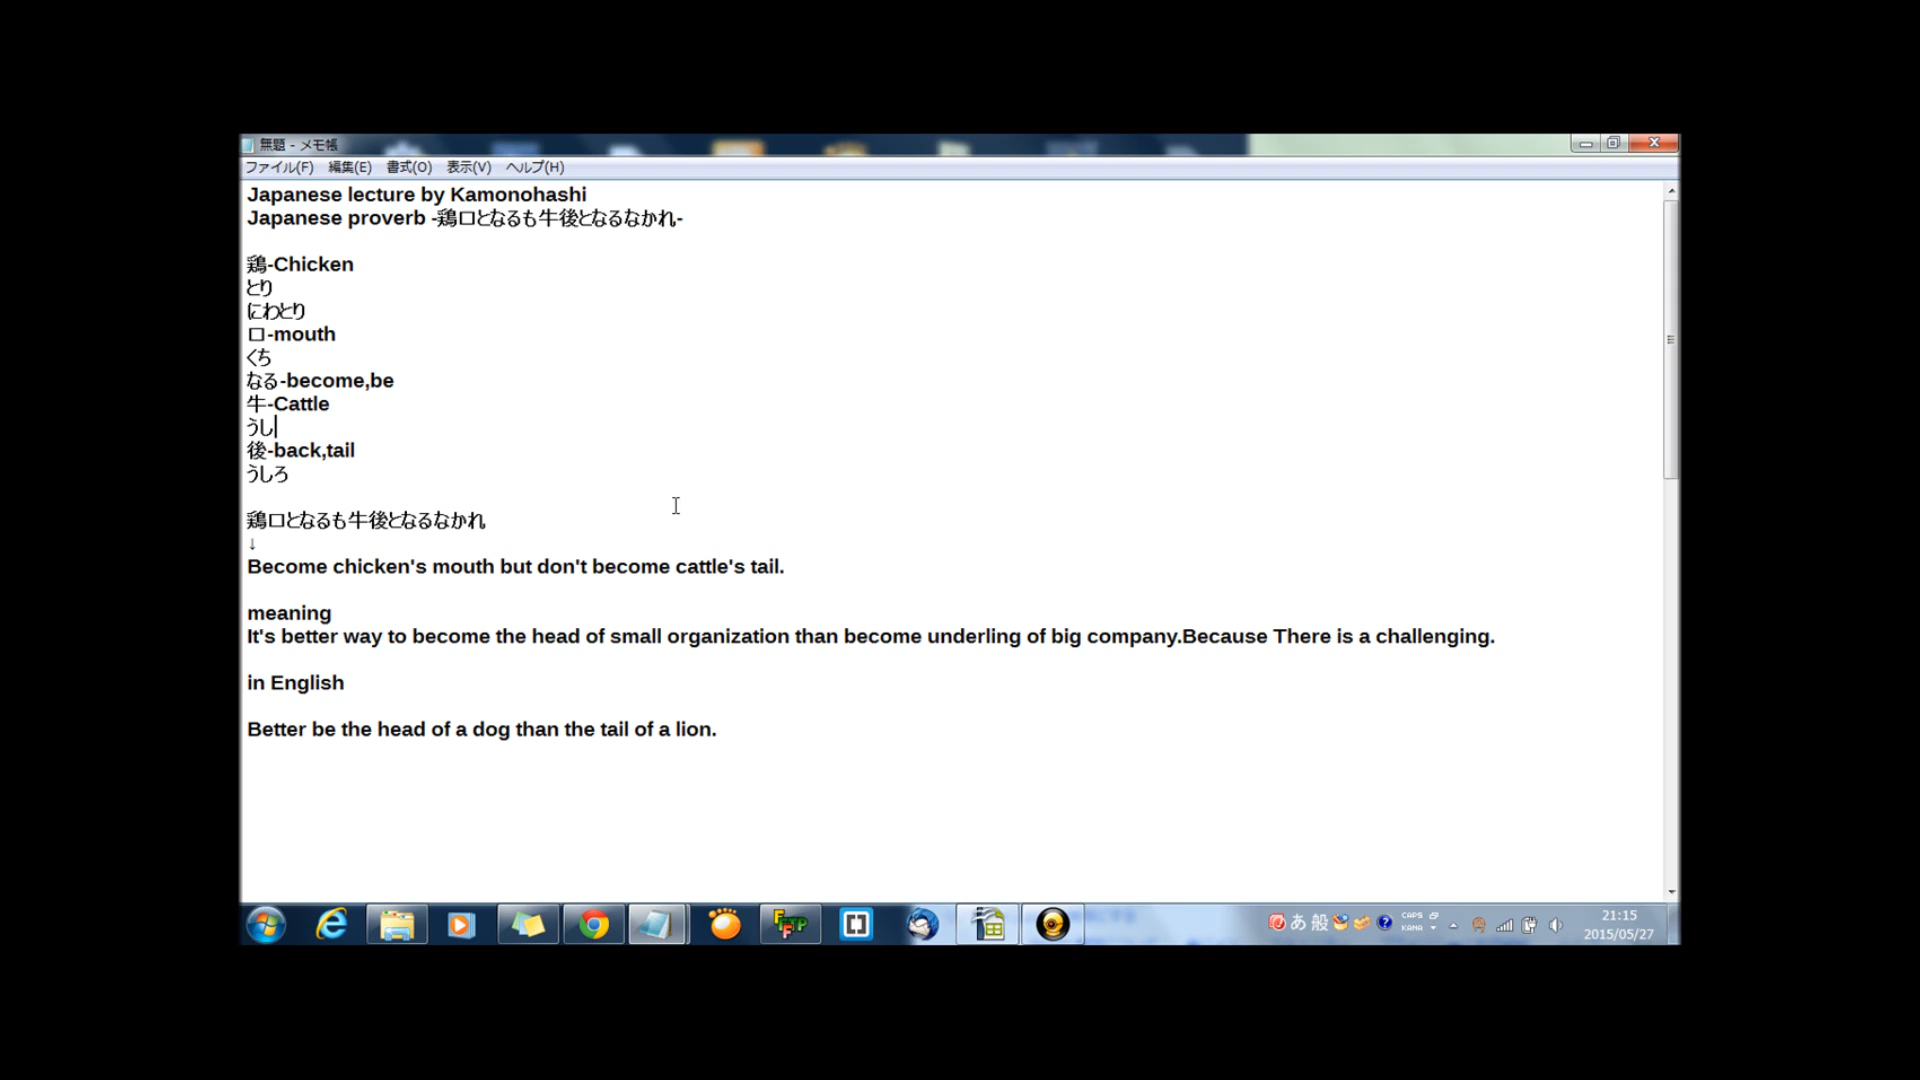 無題 - メモ帳
ファイル(F) 編集(E) 書式(O) 表示(V) ヘルプ(H)
Japanese lecture by Kamonohashi
Japanese proverb -鶏口となるも牛後となるなかれ-
鶏-Chicken
とり
にわとり
口-mouth
くち
なる-become,be
牛-Cattle
うし
後-back,tail
うしろ
鶏口となるも牛後となるなかれ
↓
Become chicken's mouth but don't become cattle's tail.
meaning
It's better way to become the head of small organization than become underling of big company.Because There is a challenging.
in English
Better be the head of a dog than the tail of a lion.
FFFTP
あ 般 CAPS
KANA
21:15
2015/05/27